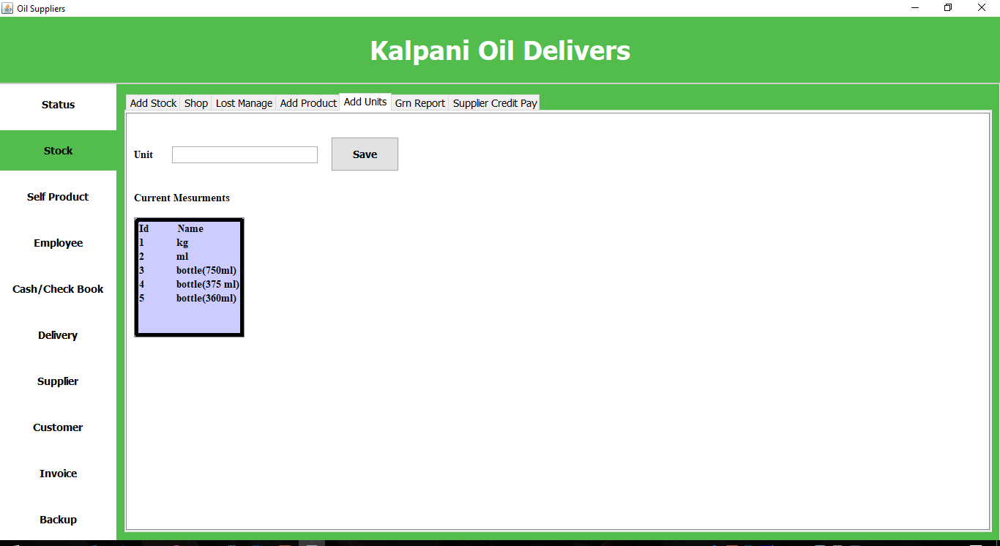 Oil Suppliers
Kalpani Oil Delivers
Status
Stock
Self Product
Employee
Cash/Check Book
Delivery
Supplier
Customer
Invoice
Backup
Add Stock Shop Lost Manage Add Product Add Units Grn Report Supplier Credit Pay
Unit Save
Current Mesurments
Id Name
1 kg
2 ml
3 bottle(750ml)
4 bottle(375 ml)
5 bottle(360ml)